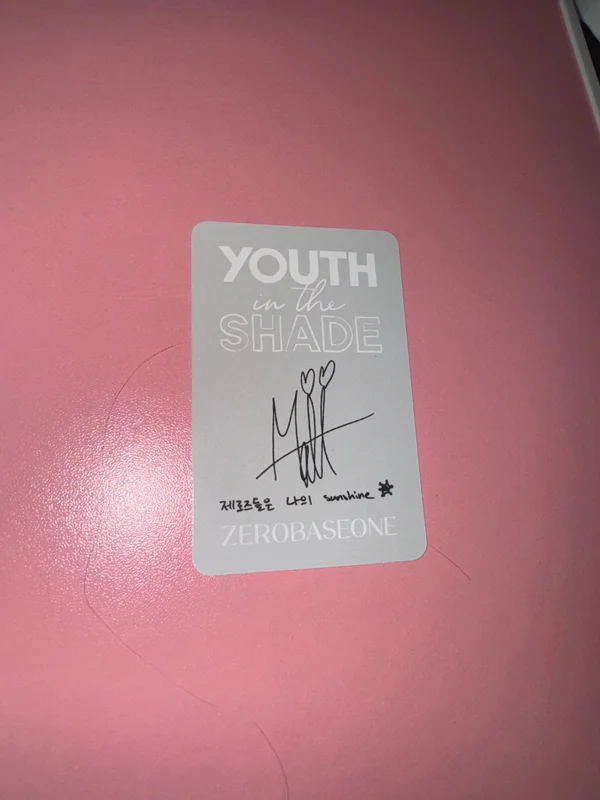 YOUTH
in the
SHADE
제로즈들은 나의 sunshine
ZEROBASEONE